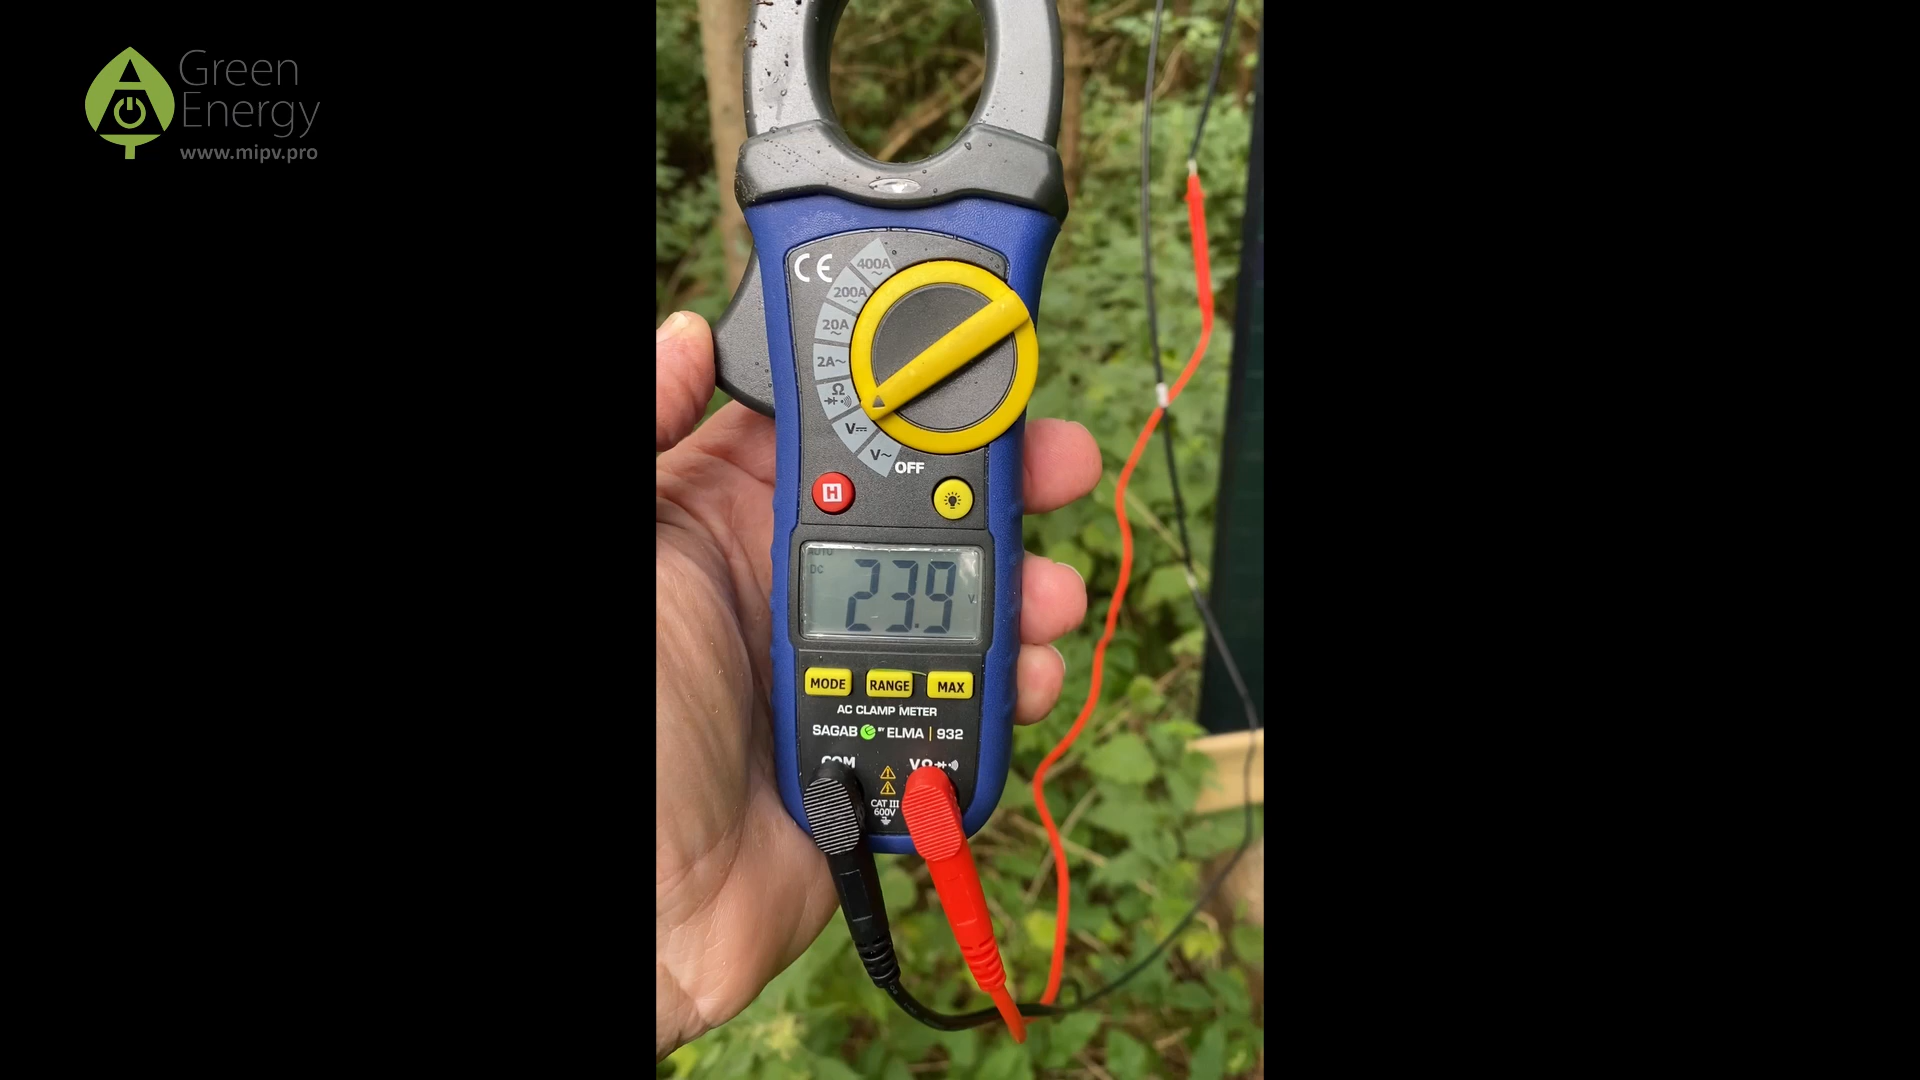 Green
Energy
www.mipv.pro
CE
400A~
200A~
20A~
2A~
Ω
V⎓
V~
OFF
H
AUTO
DC
23.9
V
MODE RANGE MAX
AC CLAMP METER
SAGAB BY ELMA | 932
COM VΩ
CAT III
600V